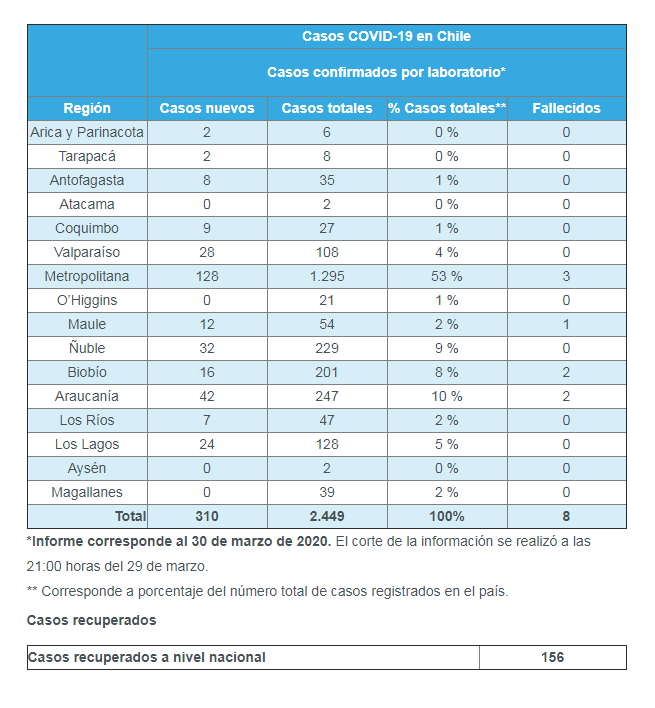 Casos COVID-19 en Chile
Casos confirmados por laboratorio*
Región Casos nuevos Casos totales % Casos totales** Fallecidos
Arica y Parinacota 2 6 0 % 0
Tarapacá 2 8 0 % 0
Antofagasta 8 35 1 % 0
Atacama 0 2 0 % 0
Coquimbo 9 27 1 % 0
Valparaíso 28 108 4 % 0
Metropolitana 128 1.295 53 % 3
O’Higgins 0 21 1 % 0
Maule 12 54 2 % 1
Ñuble 32 229 9 % 0
Biobío 16 201 8 % 2
Araucanía 42 247 10 % 2
Los Ríos 7 47 2 % 0
Los Lagos 24 128 5 % 0
Aysén 0 2 0 % 0
Magallanes 0 39 2 % 0
Total 310 2.449 100% 8
*Informe corresponde al 30 de marzo de 2020. El corte de la información se realizó a las
21:00 horas del 29 de marzo.
** Corresponde a porcentaje del número total de casos registrados en el país.
Casos recuperados
Casos recuperados a nivel nacional 156